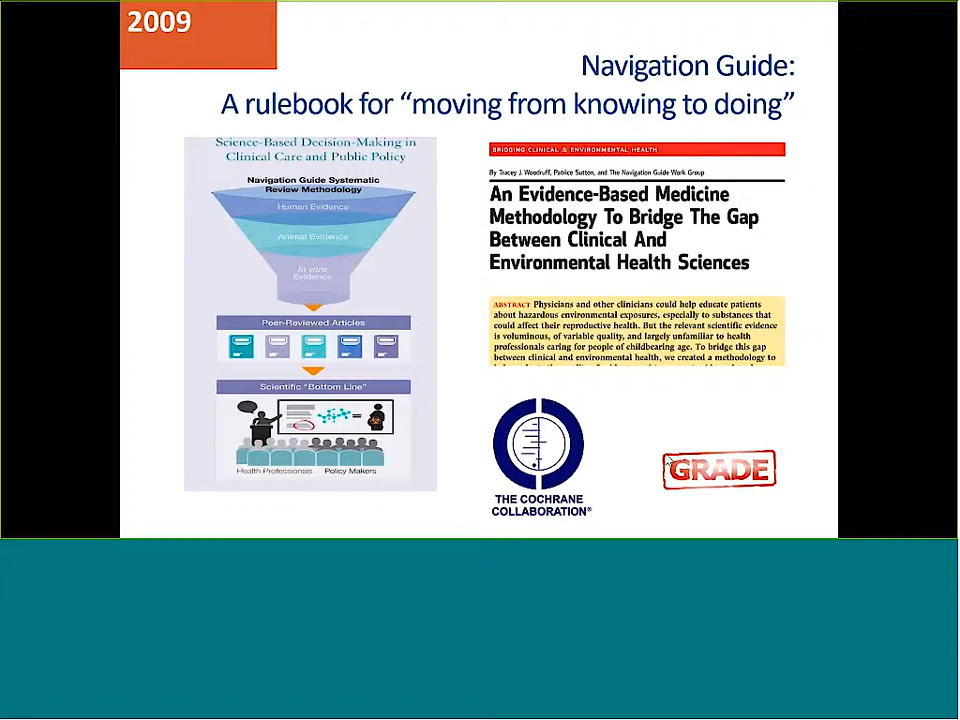 2009
Navigation Guide:
A rulebook for “moving from knowing to doing”
Science-Based Decision-Making in
Clinical Care and Public Policy
Navigation Guide Systematic
Review Methodology
Human Evidence
Animal Evidence
In vitro
Evidence
Peer-Reviewed Articles
Scientific “Bottom Line”
Health Professionals
Policy Makers
BRIDGING CLINICAL & ENVIRONMENTAL HEALTH
By Tracey J. Woodruff, Patrice Sutton, and The Navigation Guide Work Group
An Evidence-Based Medicine
Methodology To Bridge The Gap
Between Clinical And
Environmental Health Sciences
ABSTRACT Physicians and other clinicians could help educate patients
about hazardous environmental exposures, especially to substances that
could affect their reproductive health. But the relevant scientific evidence
is voluminous, of variable quality, and largely unfamiliar to health
professionals caring for people of childbearing age. To bridge this gap
between clinical and environmental health, we created a methodology to
THE COCHRANE
COLLABORATION®
GRADE